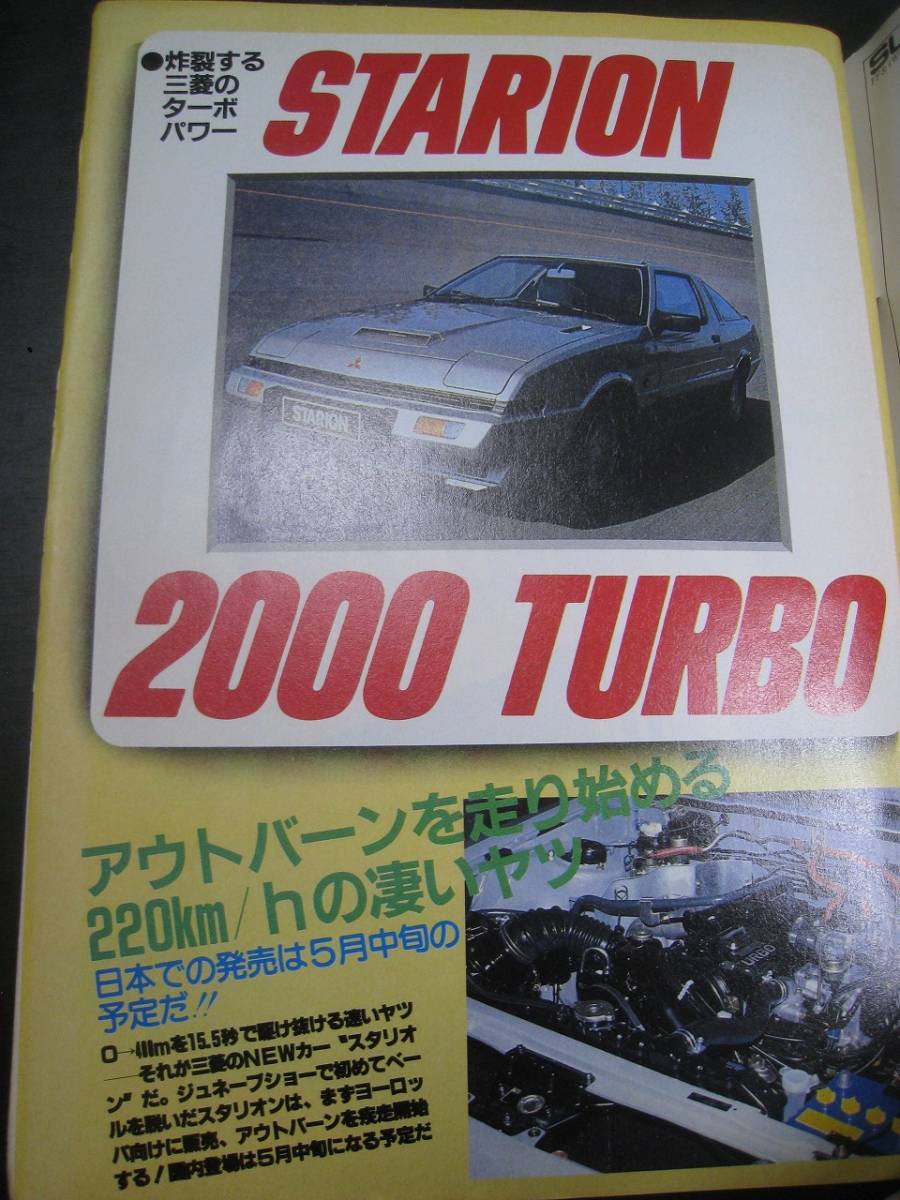 ●炸裂する
三菱の
ターボ
パワー
STARION
STARION
2000 TURBO
アウトバーンを走り始める
220km/hの凄いヤツ
日本での発売は5月中旬の
予定だ!!
TURBO
0→400mを15.5秒で駆け抜ける速いヤツ
──それが三菱のNEWカー〝スタリオ
ン〟だ。ジュネーブショーで初めてベー
ルを脱いだスタリオンは、まずヨーロッ
パ向けに販売、アウトバーンを疾走開始
する!国内登場は5月中旬になる予定だ